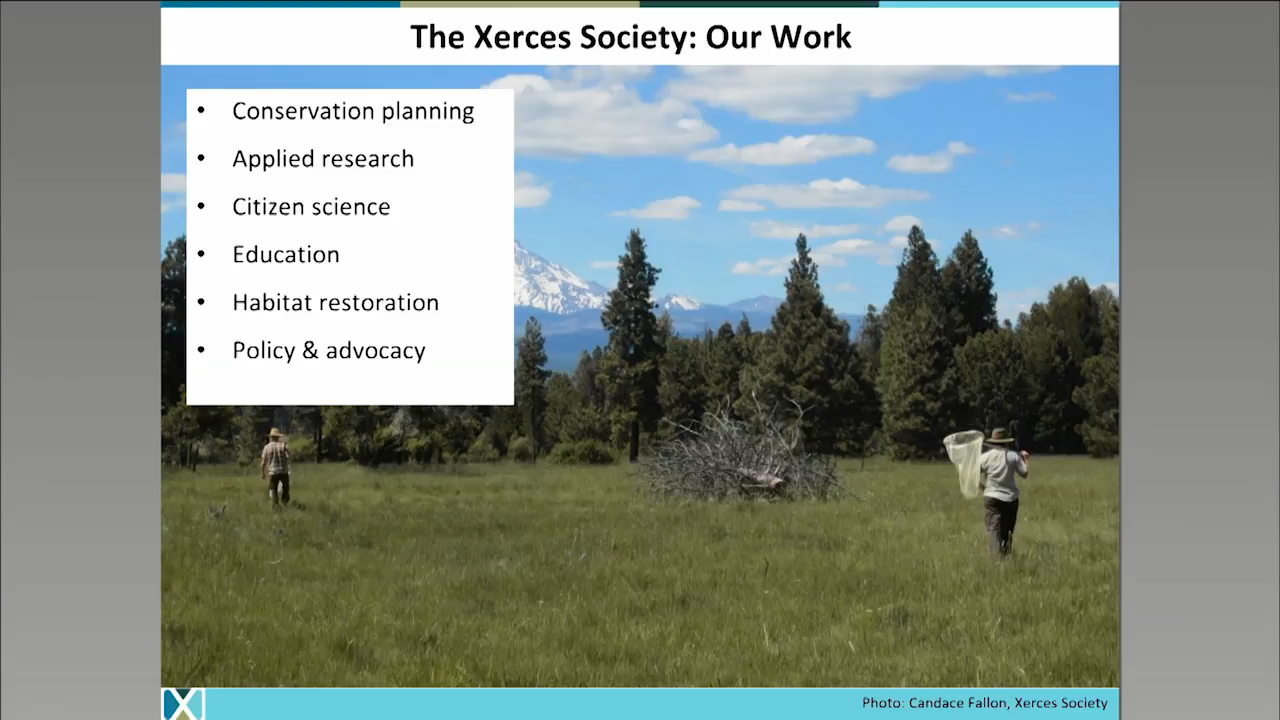 The Xerces Society: Our Work
• Conservation planning
• Applied research
• Citizen science
• Education
• Habitat restoration
• Policy & advocacy
X
Photo: Candace Fallon, Xerces Society